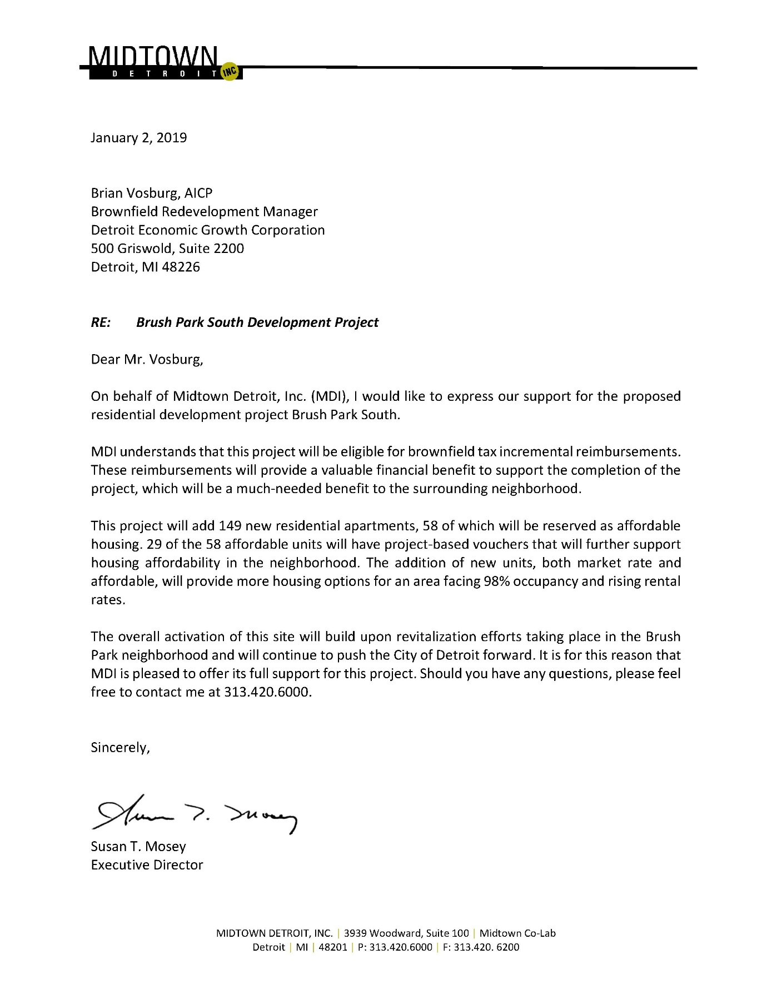 MIDTOWN
DETROIT INC
January 2, 2019
Brian Vosburg, AICP
Brownfield Redevelopment Manager
Detroit Economic Growth Corporation
500 Griswold, Suite 2200
Detroit, MI 48226
RE: Brush Park South Development Project
Dear Mr. Vosburg,
On behalf of Midtown Detroit, Inc. (MDI), I would like to express our support for the proposed
residential development project Brush Park South.
MDI understands that this project will be eligible for brownfield tax incremental reimbursements.
These reimbursements will provide a valuable financial benefit to support the completion of the
project, which will be a much-needed benefit to the surrounding neighborhood.
This project will add 149 new residential apartments, 58 of which will be reserved as affordable
housing. 29 of the 58 affordable units will have project-based vouchers that will further support
housing affordability in the neighborhood. The addition of new units, both market rate and
affordable, will provide more housing options for an area facing 98% occupancy and rising rental
rates.
The overall activation of this site will build upon revitalization efforts taking place in the Brush
Park neighborhood and will continue to push the City of Detroit forward. It is for this reason that
MDI is pleased to offer its full support for this project. Should you have any questions, please feel
free to contact me at 313.420.6000.
Sincerely,
Susan T. Mosey
Susan T. Mosey
Executive Director
MIDTOWN DETROIT, INC. | 3939 Woodward, Suite 100 | Midtown Co-Lab
Detroit | MI | 48201 | P: 313.420.6000 | F: 313.420. 6200